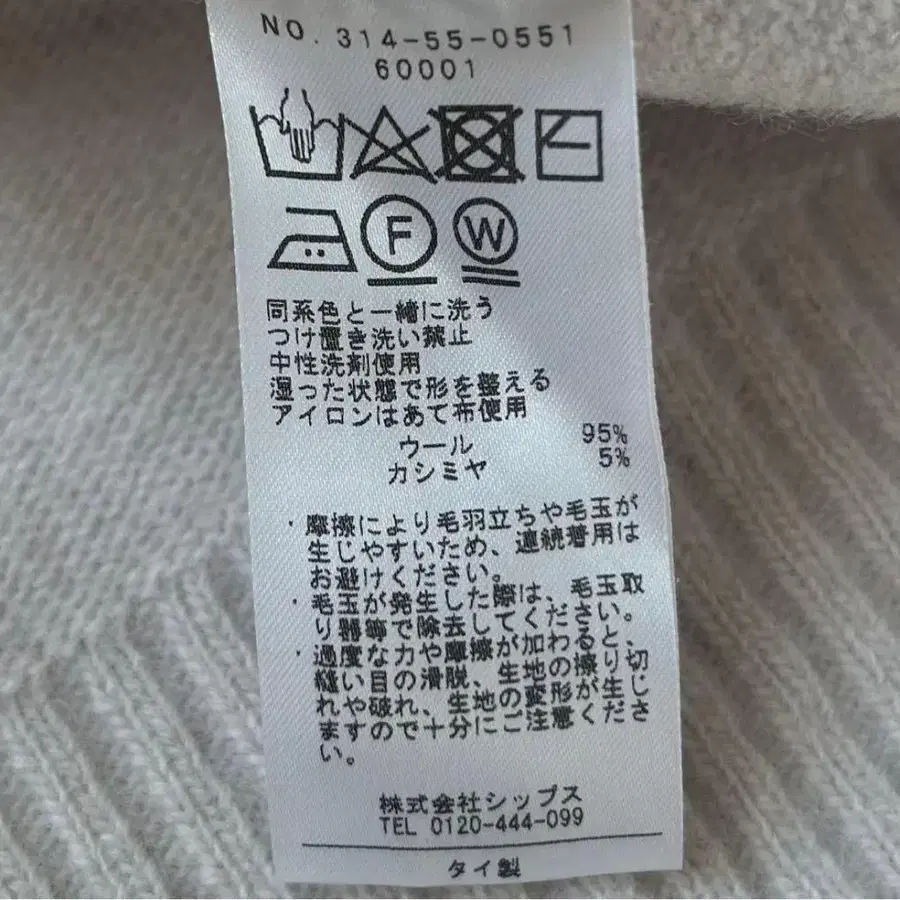 NO. 314-55-0551
60001
F W
同系色と一緒に洗う
つけ置き洗い禁止
中性洗剤使用
湿った状態で形を整える
アイロンはあて布使用
ウール 95%
カシミヤ 5%
・摩擦により毛羽立ちや毛玉が
生じやすいため、連続着用は
お避けください。
・毛玉が発生した際は、毛玉取
り器等で除去してください。
・過度な力や摩擦が加わると、
縫い目の滑脱、生地の擦り切
れや破れ、生地の変形が生じ
ますので十分にご注意くださ
い。
株式会社シップス
TEL 0120-444-099
タイ製